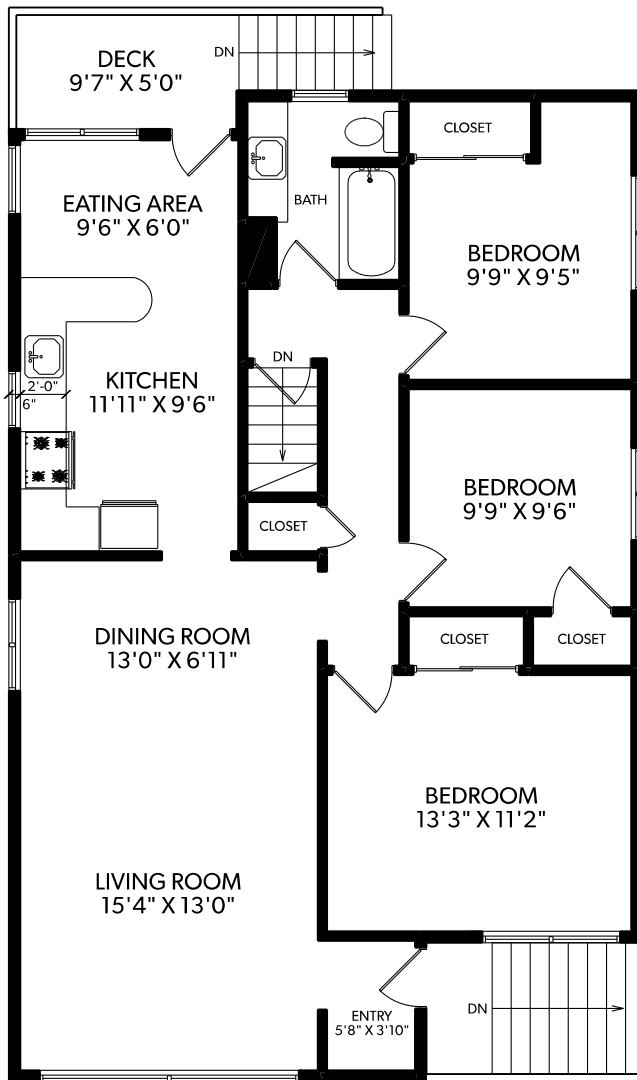 DN
DECK
9'7" X 5'0"
CLOSET
EATING AREA
9'6" X 6'0"
BATH
BEDROOM
9'9" X 9'5"
DN
2'-0"
6"
KITCHEN
11'11" X 9'6"
BEDROOM
9'9" X 9'6"
CLOSET
DINING ROOM
13'0" X 6'11"
CLOSET
CLOSET
BEDROOM
13'3" X 11'2"
LIVING ROOM
15'4" X 13'0"
ENTRY
5'8" X 3'10"
DN